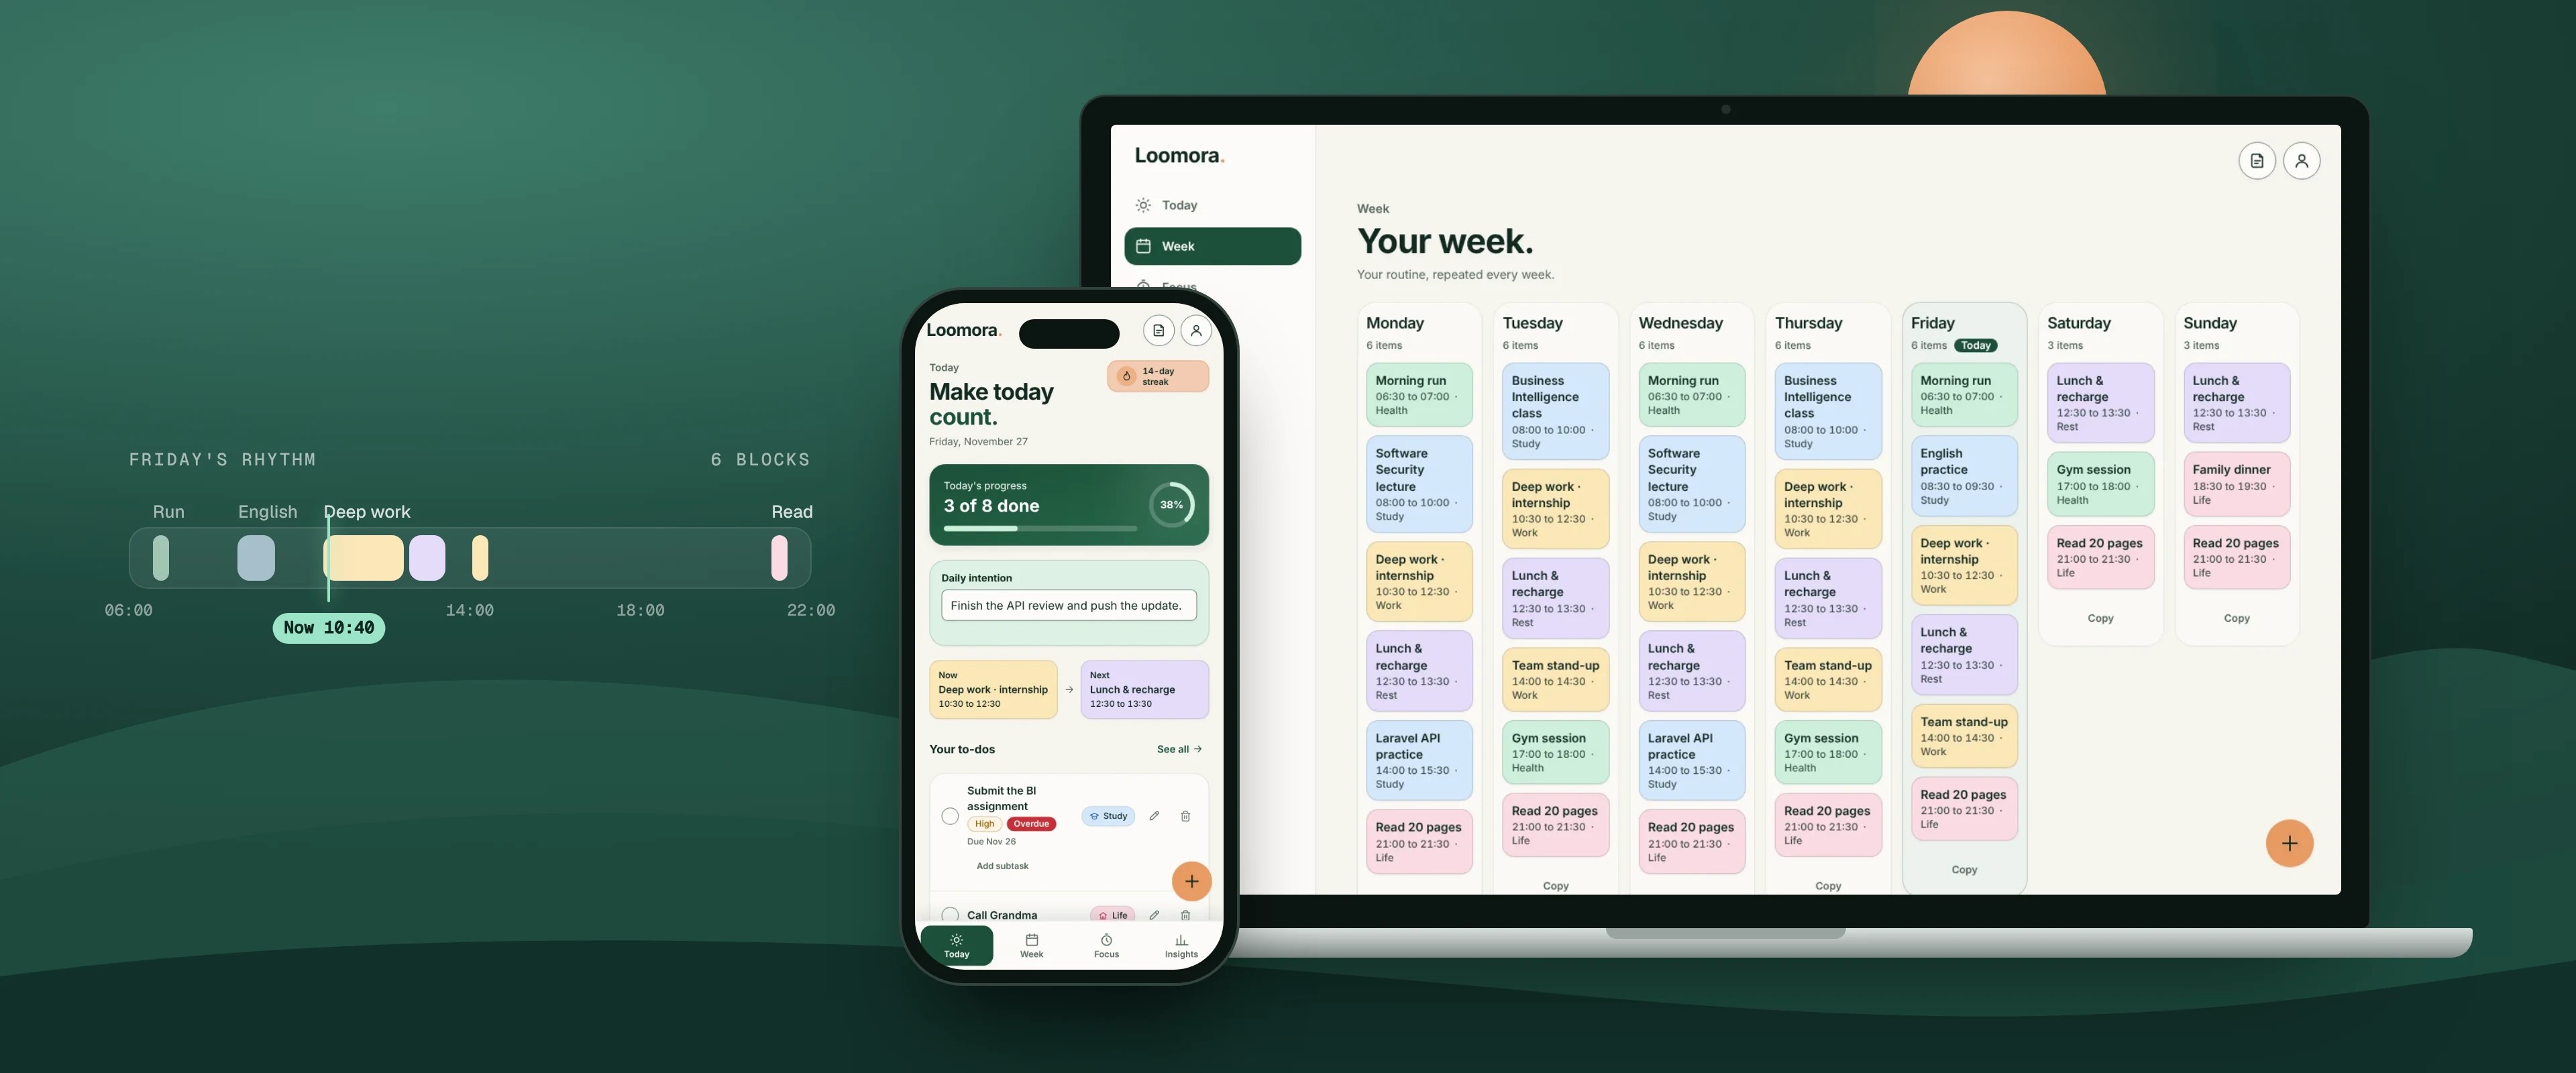 FRIDAY'S RHYTHM
6 BLOCKS
Run
English
Deep work
Read
06:00
14:00
18:00
22:00
Now 10:40
Loomora.
Today
14-day
streak
Make today
count.
Friday, November 27
Today's progress
3 of 8 done
38%
Daily intention
Finish the API review and push the update.
Now
Deep work · internship
10:30 to 12:30
→
Next
Lunch & recharge
12:30 to 13:30
Your to-dos
See all →
Submit the BI
assignment
High
Overdue
Study
Due Nov 26
Add subtask
+
Call Grandma
Life
Today
Week
Focus
Insights
Loomora.
Today
Week
Focus
Week
Your week.
Your routine, repeated every week.
Monday
6 items
Morning run
06:30 to 07:00 ·
Health
Software
Security
lecture
08:00 to 10:00 ·
Study
Deep work ·
internship
10:30 to 12:30 ·
Work
Lunch &
recharge
12:30 to 13:30 ·
Rest
Laravel API
practice
14:00 to 15:30 ·
Study
Read 20 pages
21:00 to 21:30 ·
Life
Tuesday
6 items
Business
Intelligence
class
08:00 to 10:00 ·
Study
Deep work ·
internship
10:30 to 12:30 ·
Work
Lunch &
recharge
12:30 to 13:30 ·
Rest
Team stand-up
14:00 to 14:30 ·
Work
Gym session
17:00 to 18:00 ·
Health
Read 20 pages
21:00 to 21:30 ·
Life
Copy
Wednesday
6 items
Morning run
06:30 to 07:00 ·
Health
Software
Security
lecture
08:00 to 10:00 ·
Study
Deep work ·
internship
10:30 to 12:30 ·
Work
Lunch &
recharge
12:30 to 13:30 ·
Rest
Laravel API
practice
14:00 to 15:30 ·
Study
Read 20 pages
21:00 to 21:30 ·
Life
Thursday
6 items
Business
Intelligence
class
08:00 to 10:00 ·
Study
Deep work ·
internship
10:30 to 12:30 ·
Work
Lunch &
recharge
12:30 to 13:30 ·
Rest
Team stand-up
14:00 to 14:30 ·
Work
Gym session
17:00 to 18:00 ·
Health
Read 20 pages
21:00 to 21:30 ·
Life
Copy
Friday
6 items
Today
Morning run
06:30 to 07:00 ·
Health
English
practice
08:30 to 09:30 ·
Study
Deep work ·
internship
10:30 to 12:30 ·
Work
Lunch &
recharge
12:30 to 13:30 ·
Rest
Team stand-up
14:00 to 14:30 ·
Work
Read 20 pages
21:00 to 21:30 ·
Life
Copy
Saturday
3 items
Lunch &
recharge
12:30 to 13:30 ·
Rest
Gym session
17:00 to 18:00 ·
Health
Read 20 pages
21:00 to 21:30 ·
Life
Copy
Sunday
3 items
Lunch &
recharge
12:30 to 13:30 ·
Rest
Family dinner
18:30 to 19:30 ·
Life
Read 20 pages
21:00 to 21:30 ·
Life
Copy
+